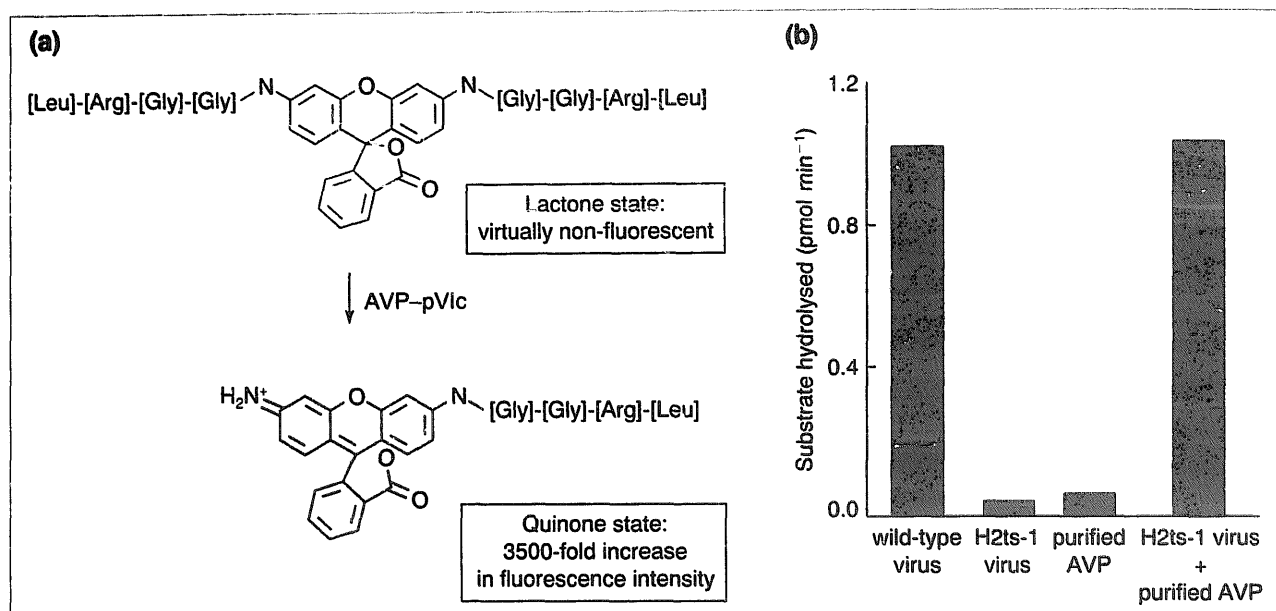 (a)
[Leu]-[Arg]-[Gly]-[Gly]
N
O
N
[Gly]-[Gly]-[Arg]-[Leu]
O
O
Lactone state:
virtually non-fluorescent
AVP–pVIc
H₂N⁺
O
N
[Gly]-[Gly]-[Arg]-[Leu]
O
O
Quinone state:
3500-fold increase
in fluorescence intensity
(b)
Substrate hydrolysed (pmol min⁻¹)
1.2
0.8
0.4
0.0
wild-type
virus
H2ts-1
virus
purified
AVP
H2ts-1 virus
+
purified AVP